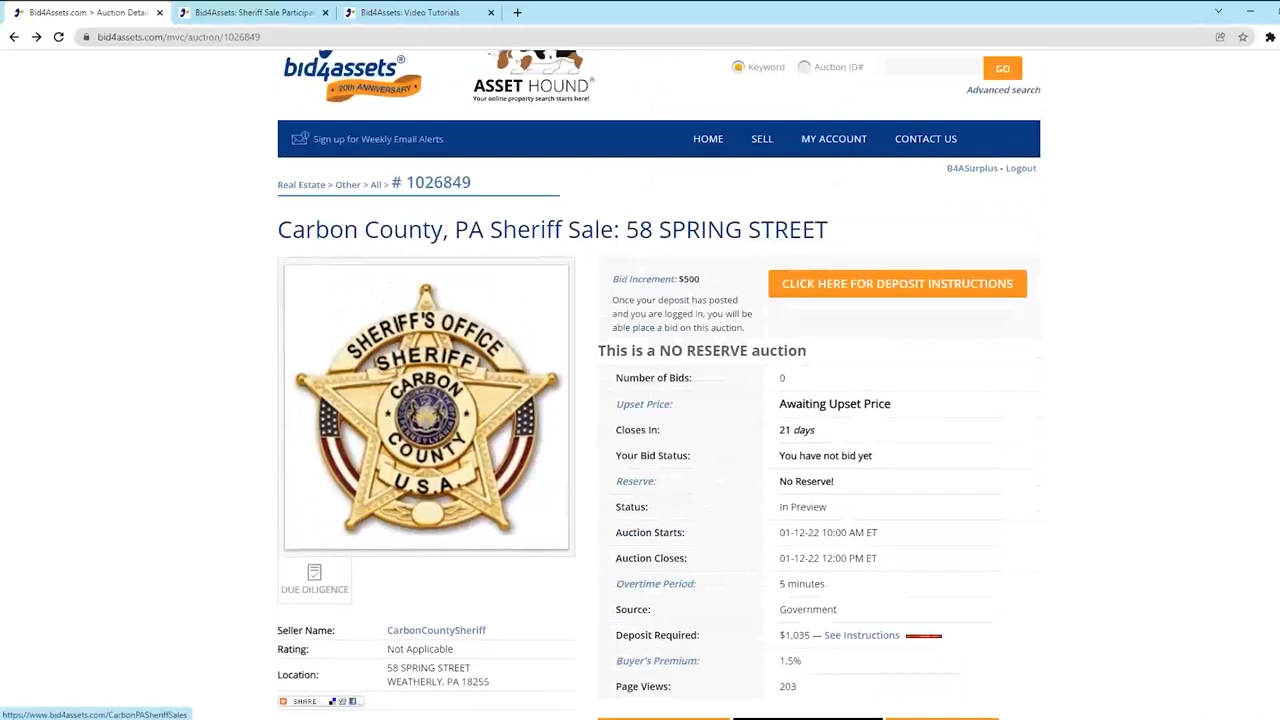 Bid4Assets.com > Auction Detai
Bid4Assets: Sheriff Sale Participa
Bid4Assets: Video Tutorials
bid4assets.com/mvc/auction/1026849
bid4assets®
20th ANNIVERSARY
ASSET HOUND®
Your online property search starts here!
Keyword
Auction ID#
GO
Advanced search
Sign up for Weekly Email Alerts
HOME
SELL
MY ACCOUNT
CONTACT US
B4ASurplus - Logout
Real Estate > Other > All > # 1026849
Carbon County, PA Sheriff Sale: 58 SPRING STREET
SHERIFF'S OFFICE
SHERIFF
CARBON
COUNTY
U.S.A.
DUE DILIGENCE
Seller Name: CarbonCountySheriff
Rating: Not Applicable
Location: 58 SPRING STREET
WEATHERLY, PA 18255
SHARE
Bid Increment: $500
Once your deposit has posted
and you are logged in, you will be
able place a bid on this auction.
CLICK HERE FOR DEPOSIT INSTRUCTIONS
This is a NO RESERVE auction
Number of Bids: 0
Upset Price: Awaiting Upset Price
Closes In: 21 days
Your Bid Status: You have not bid yet
Reserve: No Reserve!
Status: In Preview
Auction Starts: 01-12-22 10:00 AM ET
Auction Closes: 01-12-22 12:00 PM ET
Overtime Period: 5 minutes
Source: Government
Deposit Required: $1,035 — See Instructions
Buyer's Premium: 1.5%
Page Views: 203
https://www.bid4assets.com/CarbonPASheriffSales